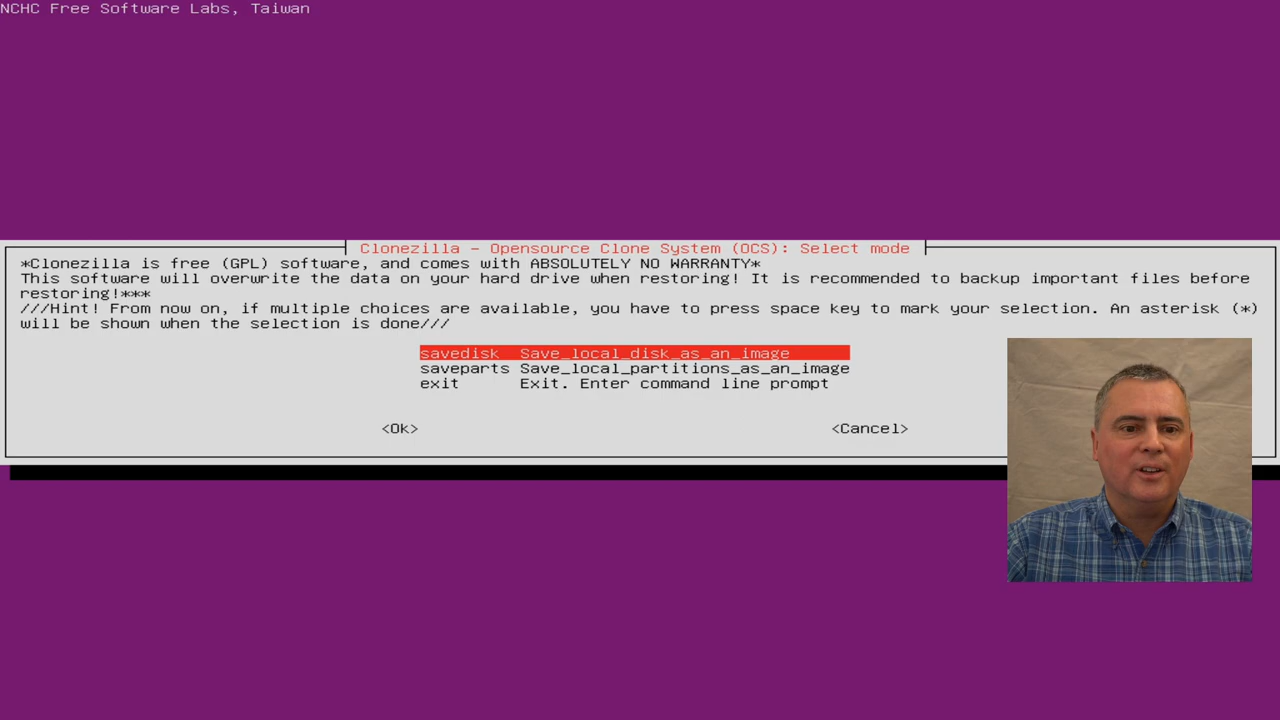 NCHC Free Software Labs, Taiwan
Clonezilla - Opensource Clone System (OCS): Select mode
*Clonezilla is free (GPL) software, and comes with ABSOLUTELY NO WARRANTY*
This software will overwrite the data on your hard drive when restoring! It is recommended to backup important files before
restoring!***
///Hint! From now on, if multiple choices are available, you have to press space key to mark your selection. An asterisk (*)
will be shown when the selection is done///
savedisk Save_local_disk_as_an_image
saveparts Save_local_partitions_as_an_image
exit Exit. Enter command line prompt
<Ok> <Cancel>